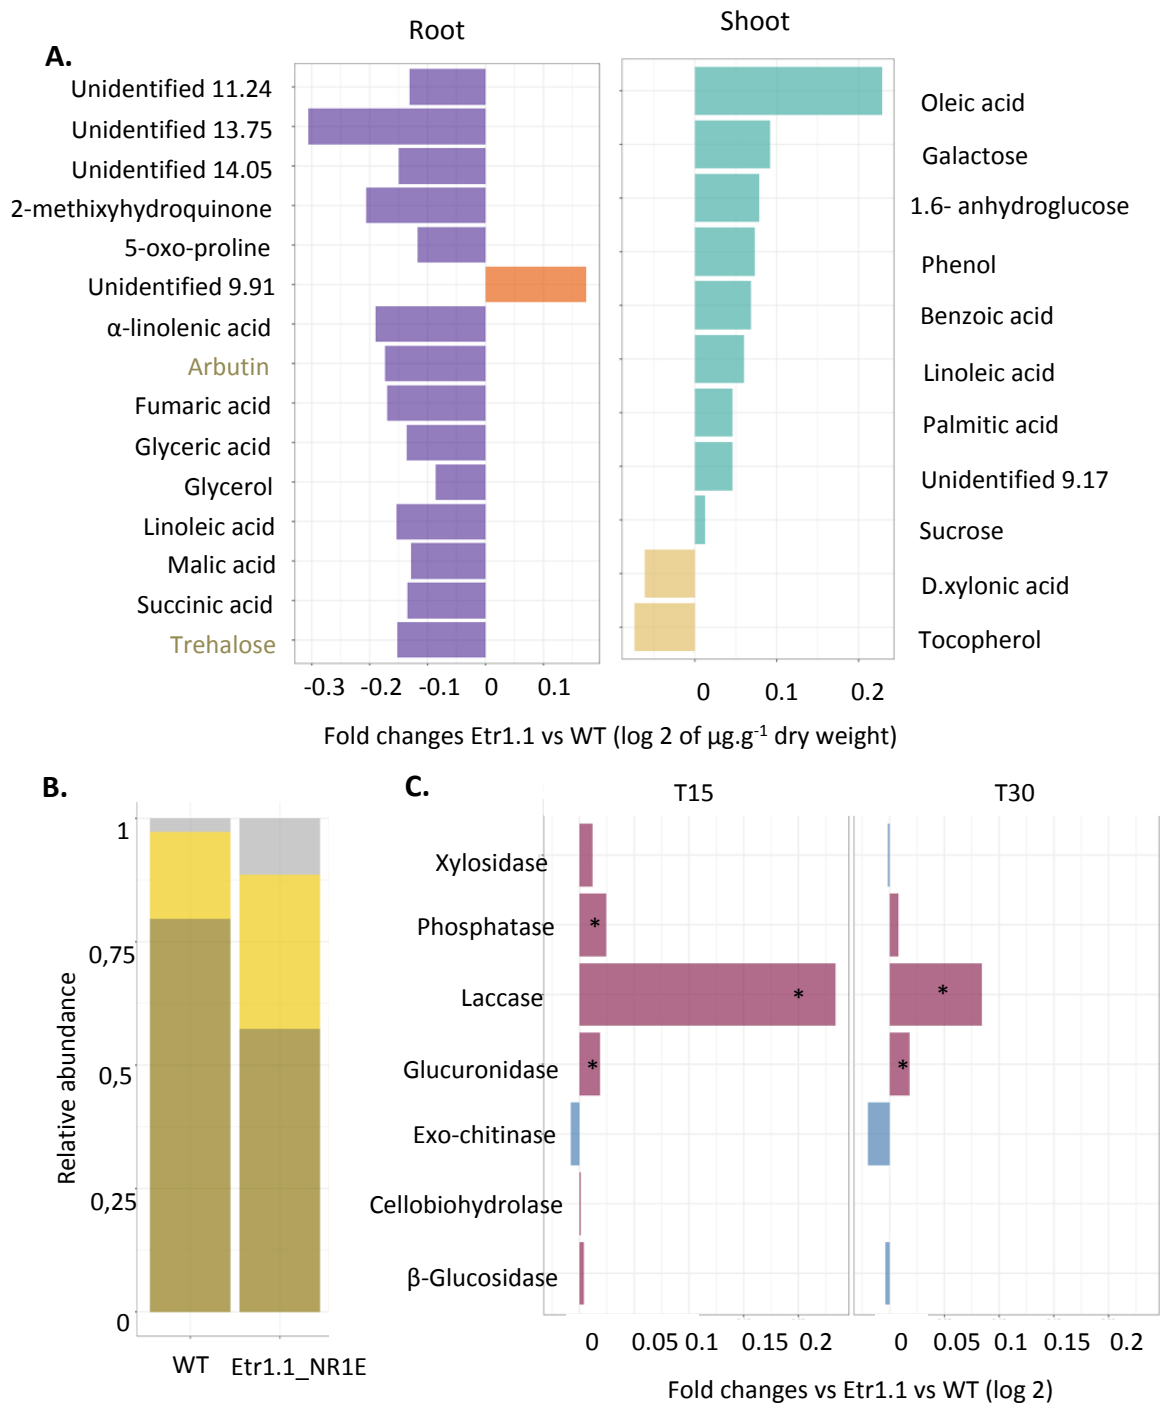 Root
Shoot
A.
Unidentified 11.24
Unidentified 13.75
Unidentified 14.05
2-methixyhydroquinone
5-oxo-proline
Unidentified 9.91
α-linolenic acid
Arbutin
Fumaric acid
Glyceric acid
Glycerol
Linoleic acid
Malic acid
Succinic acid
Trehalose
Oleic acid
Galactose
1.6- anhydroglucose
Phenol
Benzoic acid
Linoleic acid
Palmitic acid
Unidentified 9.17
Sucrose
D.xylonic acid
Tocopherol
-0.3 -0.2 -0.1 0 0.1
0 0.1 0.2
Fold changes Etr1.1 vs WT (log 2 of µg.g-1 dry weight)
B.
1
0,75
0,5
0,25
0
Relative abundance
WT Etr1.1_NR1E
C.
T15
T30
Xylosidase
Phosphatase
*
Laccase
* *
Glucuronidase
* *
Exo-chitinase
Cellobiohydrolase
β-Glucosidase
0 0.05 0.1 0.15 0.2
0 0.05 0.1 0.15 0.2
Fold changes vs Etr1.1 vs WT (log 2)